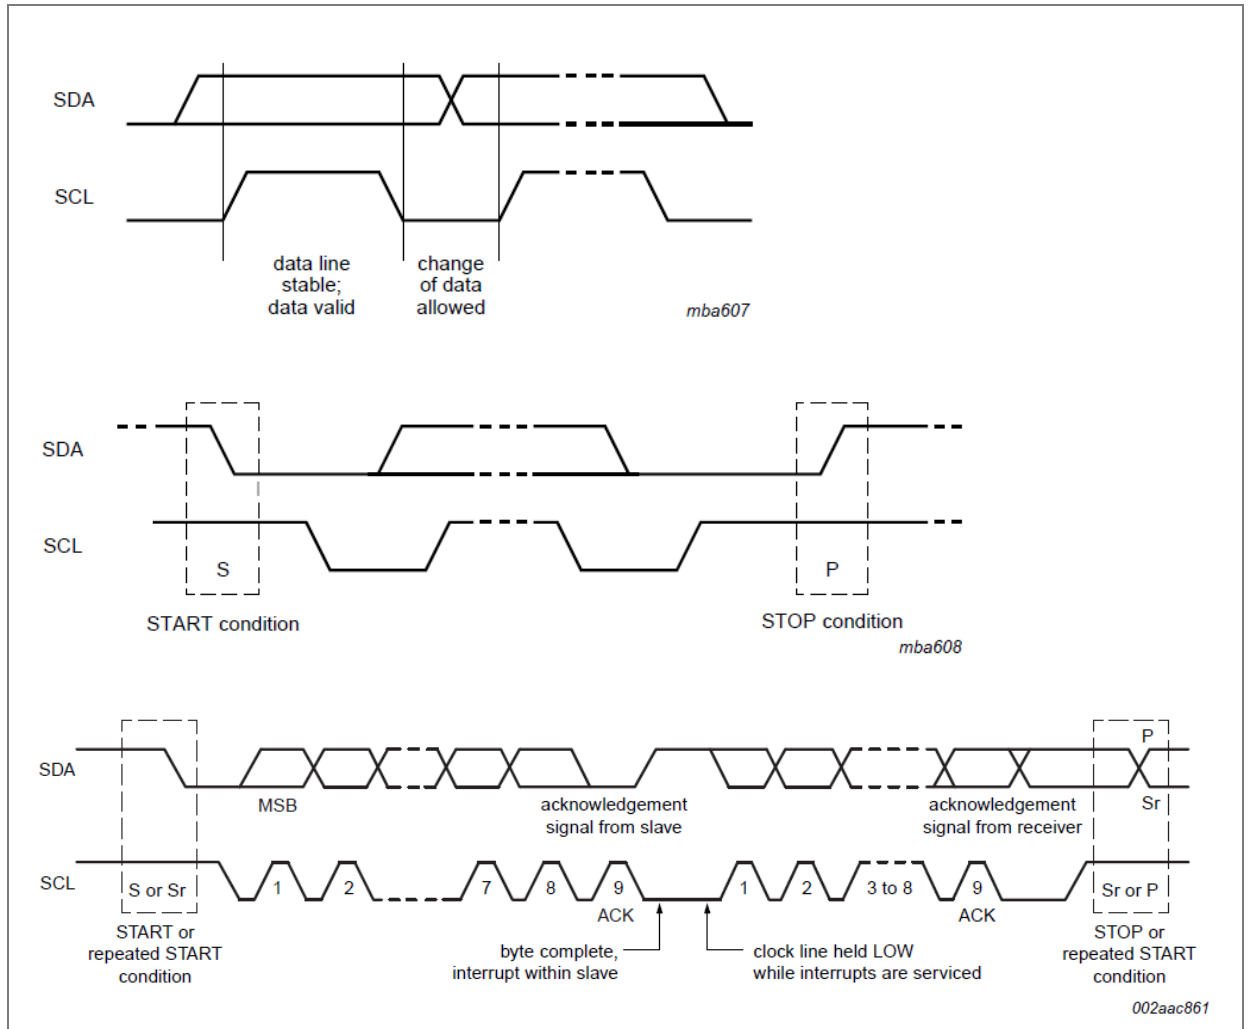 SDA
SCL
data line
stable;
data valid
change
of data
allowed
mba607
SDA
SCL
S
P
START condition
STOP condition
mba608
SDA
MSB
acknowledgement
signal from slave
acknowledgement
signal from receiver
P
Sr
SCL
S or Sr
1
2
7
8
9
1
2
3 to 8
9
Sr or P
ACK
ACK
START or
repeated START
condition
byte complete,
interrupt within slave
clock line held LOW
while interrupts are serviced
STOP or
repeated START
condition
002aac861